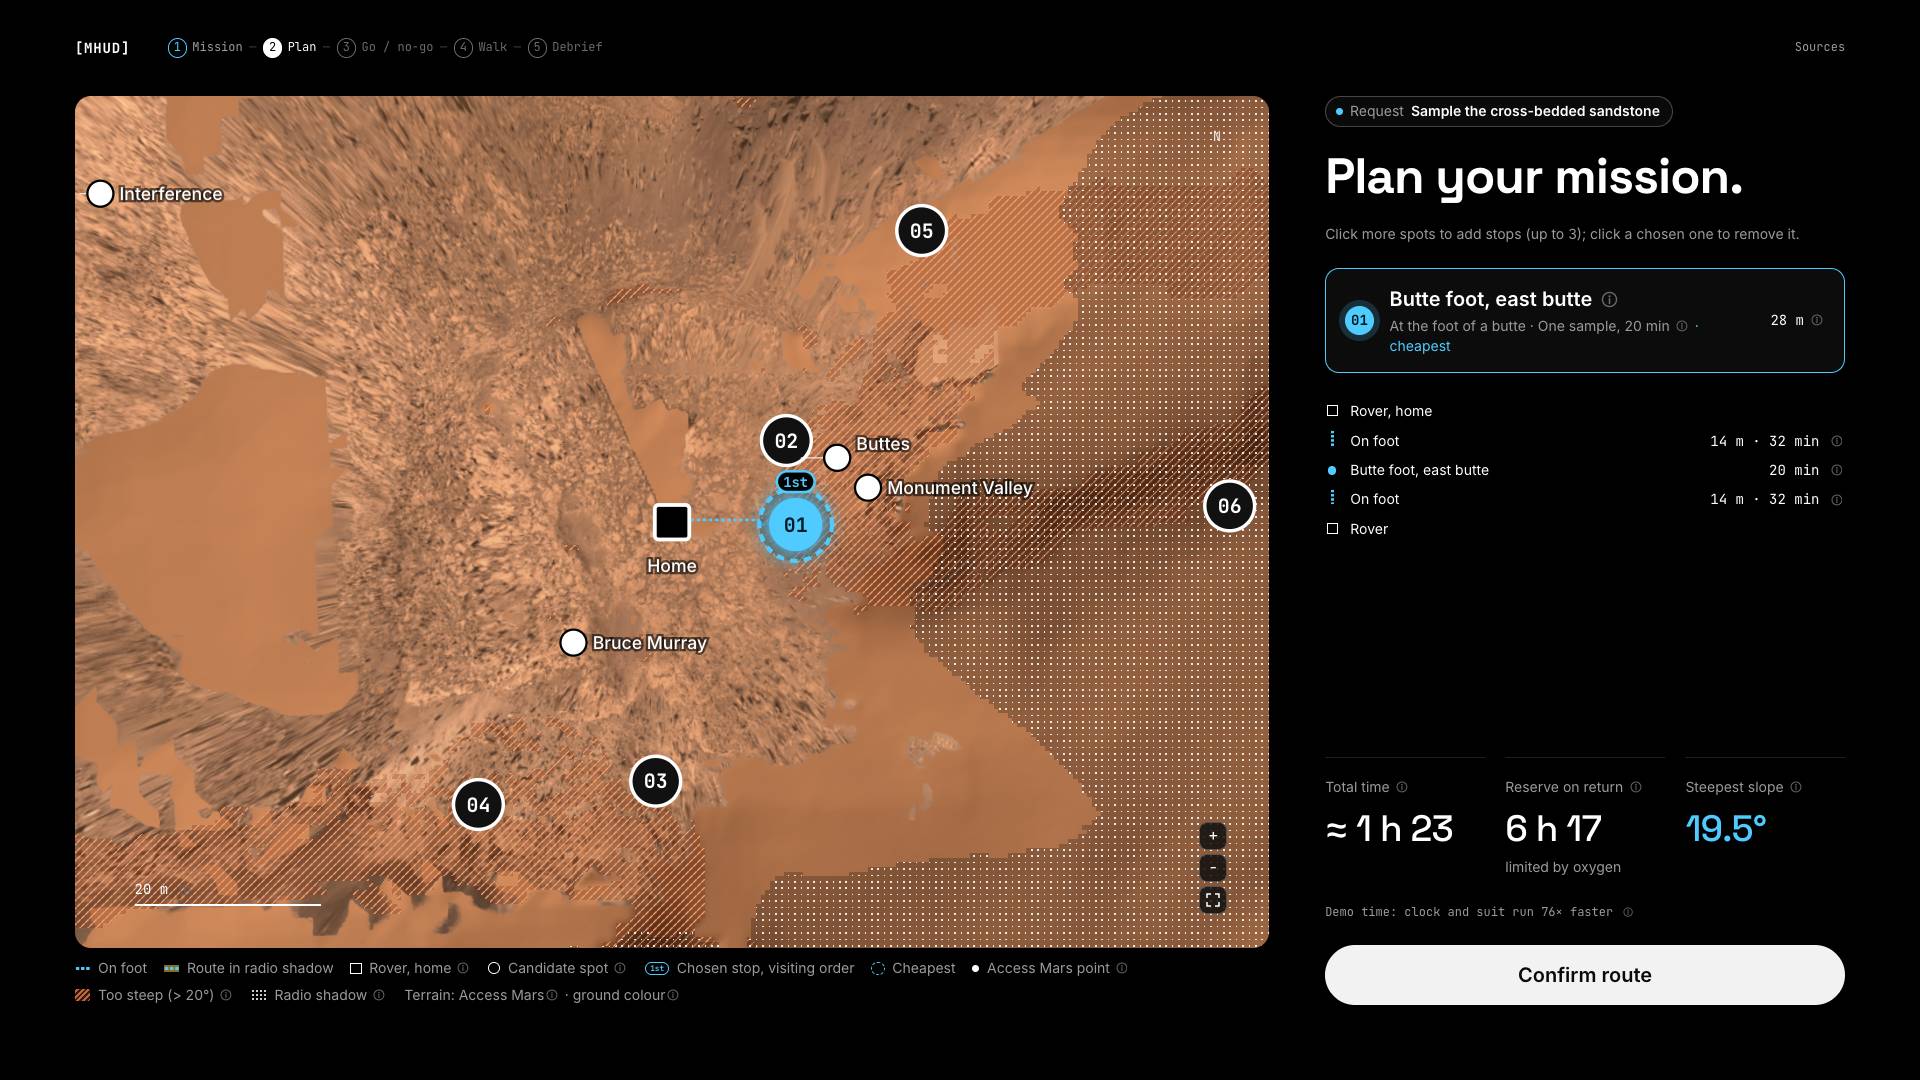 [MHUD]
1 Mission – 2 Plan – 3 Go / no-go – 4 Walk – 5 Debrief
Sources
N
Interference
05
02
Buttes
1st
Monument Valley
01
06
Home
Bruce Murray
03
04
20 m
+
-
On foot
Route in radio shadow
Rover, home
Candidate spot
1st Chosen stop, visiting order
Cheapest
Access Mars point
Too steep (> 20°)
Radio shadow
Terrain: Access Mars · ground colour
Request Sample the cross-bedded sandstone
Plan your mission.
Click more spots to add stops (up to 3); click a chosen one to remove it.
01
Butte foot, east butte
At the foot of a butte · One sample, 20 min ·
cheapest
28 m
Rover, home
On foot 14 m · 32 min
Butte foot, east butte 20 min
On foot 14 m · 32 min
Rover
Total time
≈ 1 h 23
Reserve on return
6 h 17
limited by oxygen
Steepest slope
19.5°
Demo time: clock and suit run 76× faster
Confirm route